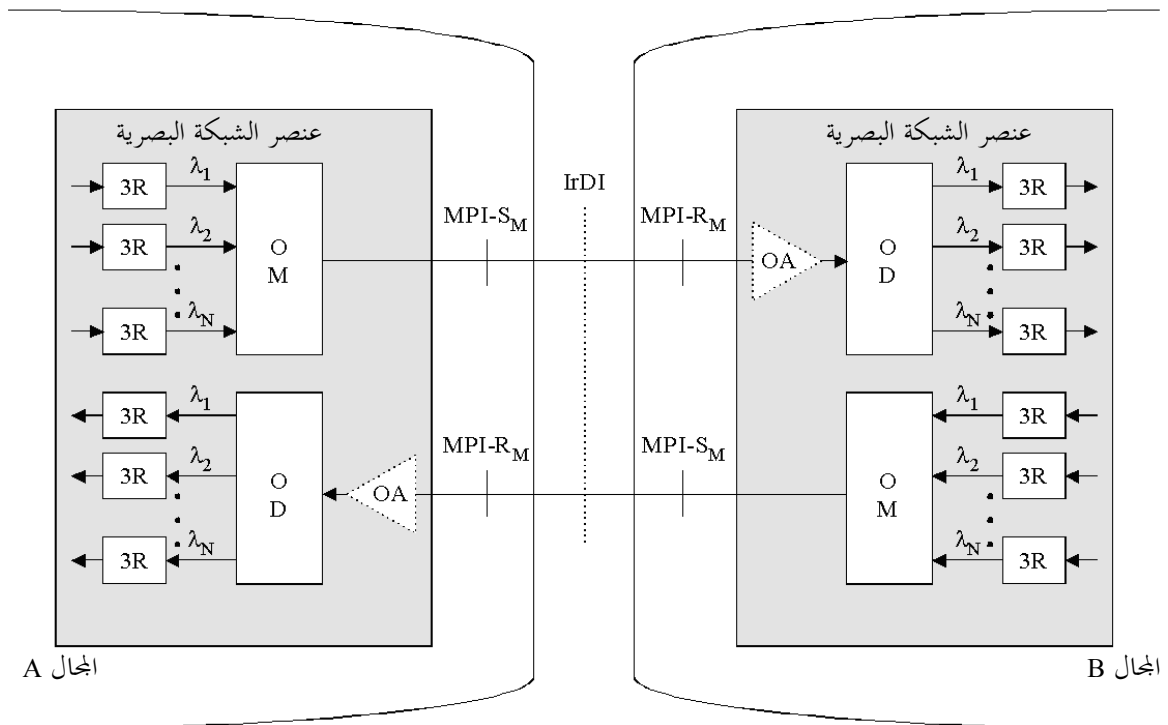 عنصر الشبكة البصرية
3R λ1
3R λ2
3R λN
O
M
3R λ1
3R λ2
3R λN
O
D
OA
MPI-SM
MPI-RM
IrDI
MPI-RM
MPI-SM
عنصر الشبكة البصرية
OA
O
D
λ1 3R
λ2 3R
λN 3R
O
M
λ1 3R
λ2 3R
λN 3R
المجال A
المجال B